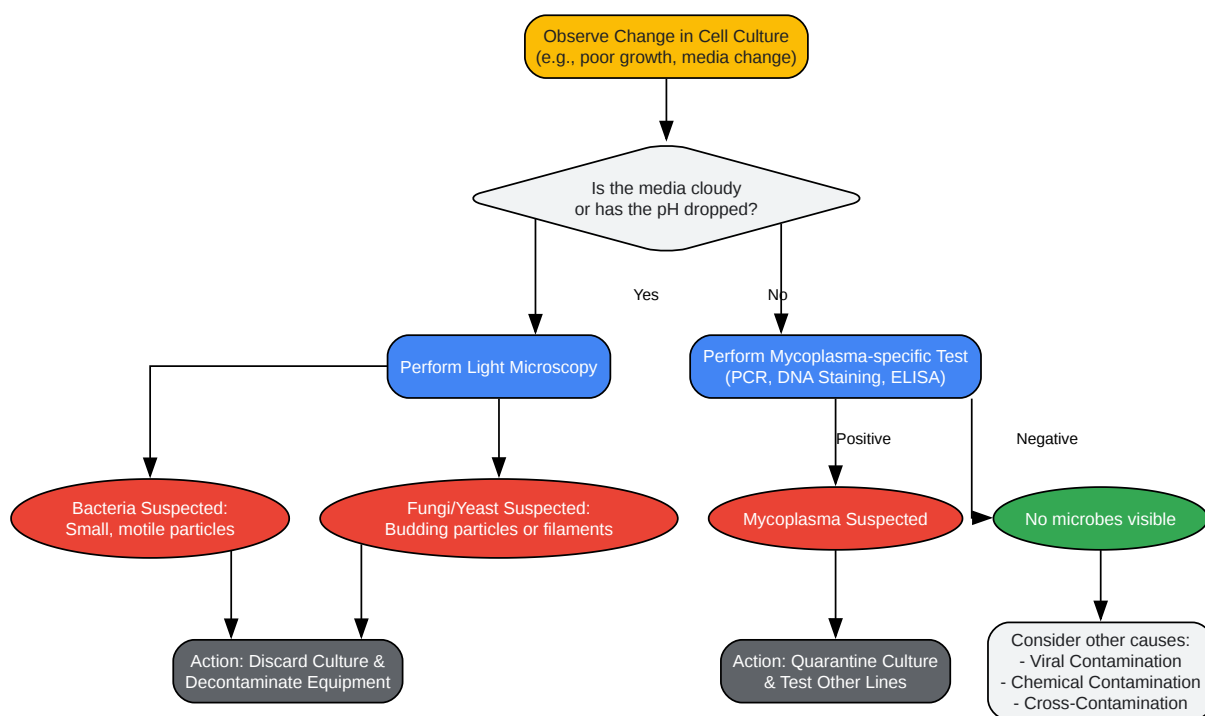 Observe Change in Cell Culture
(e.g., poor growth, media change)
Is the media cloudy
or has the pH dropped?
Yes
No
Perform Light Microscopy
Perform Mycoplasma-specific Test
(PCR, DNA Staining, ELISA)
Positive
Negative
Bacteria Suspected:
Small, motile particles
Fungi/Yeast Suspected:
Budding particles or filaments
Mycoplasma Suspected
No microbes visible
Action: Discard Culture &
Decontaminate Equipment
Action: Quarantine Culture
& Test Other Lines
Consider other causes:
- Viral Contamination
- Chemical Contamination
- Cross-Contamination